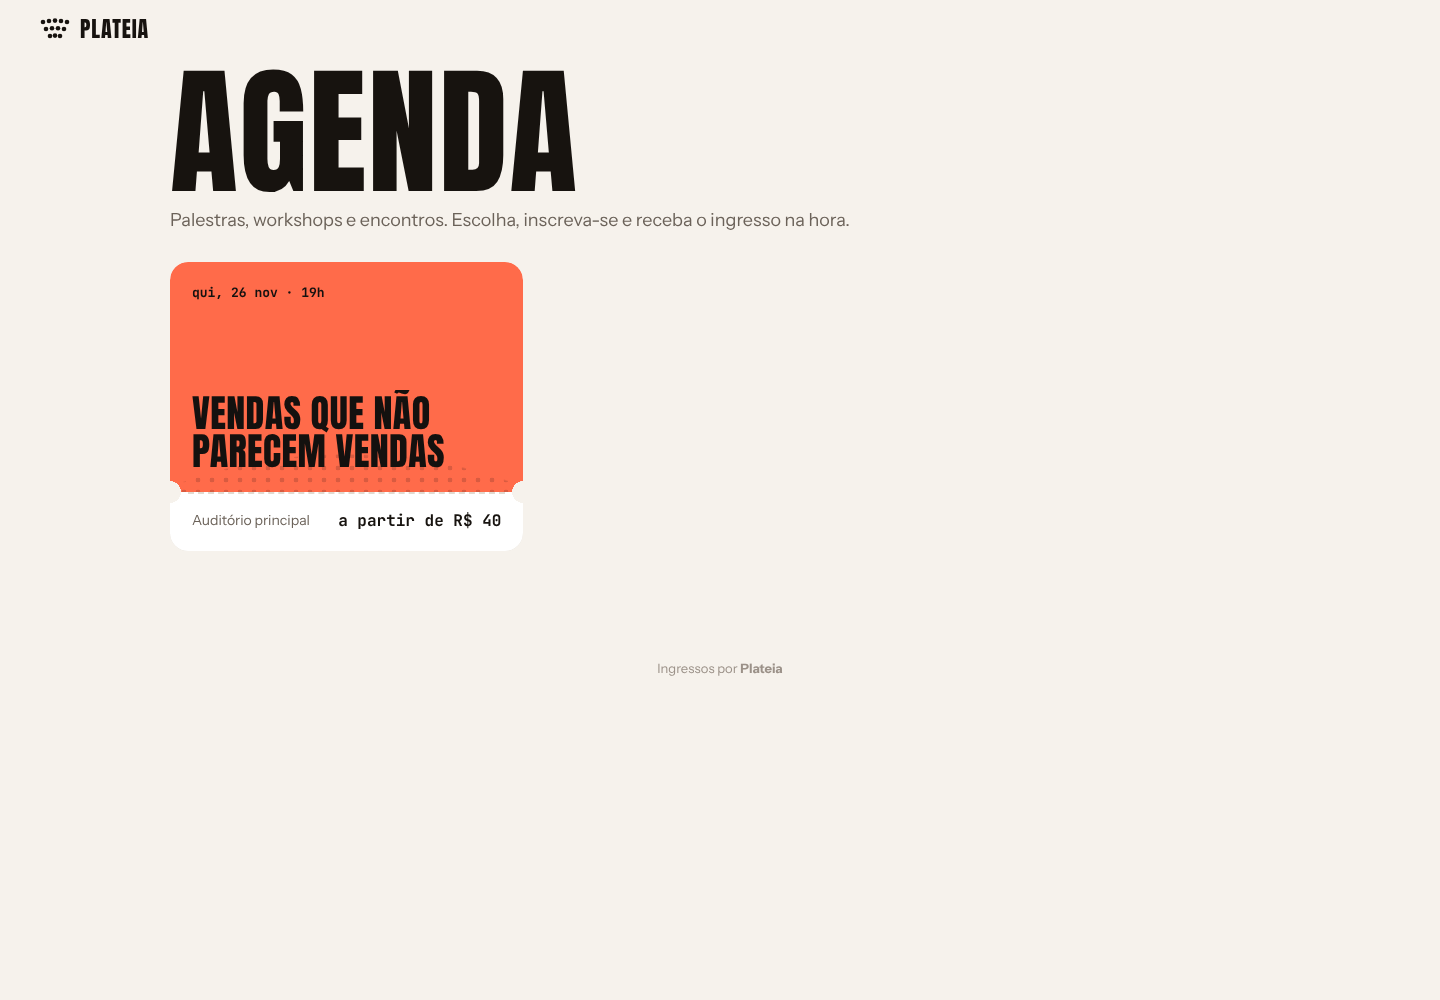 PLATEIA
AGENDA
Palestras, workshops e encontros. Escolha, inscreva-se e receba o ingresso na hora.
qui, 26 nov · 19h
VENDAS QUE NÃO
PARECEM VENDAS
Auditório principal
a partir de R$ 40
Ingressos por Plateia